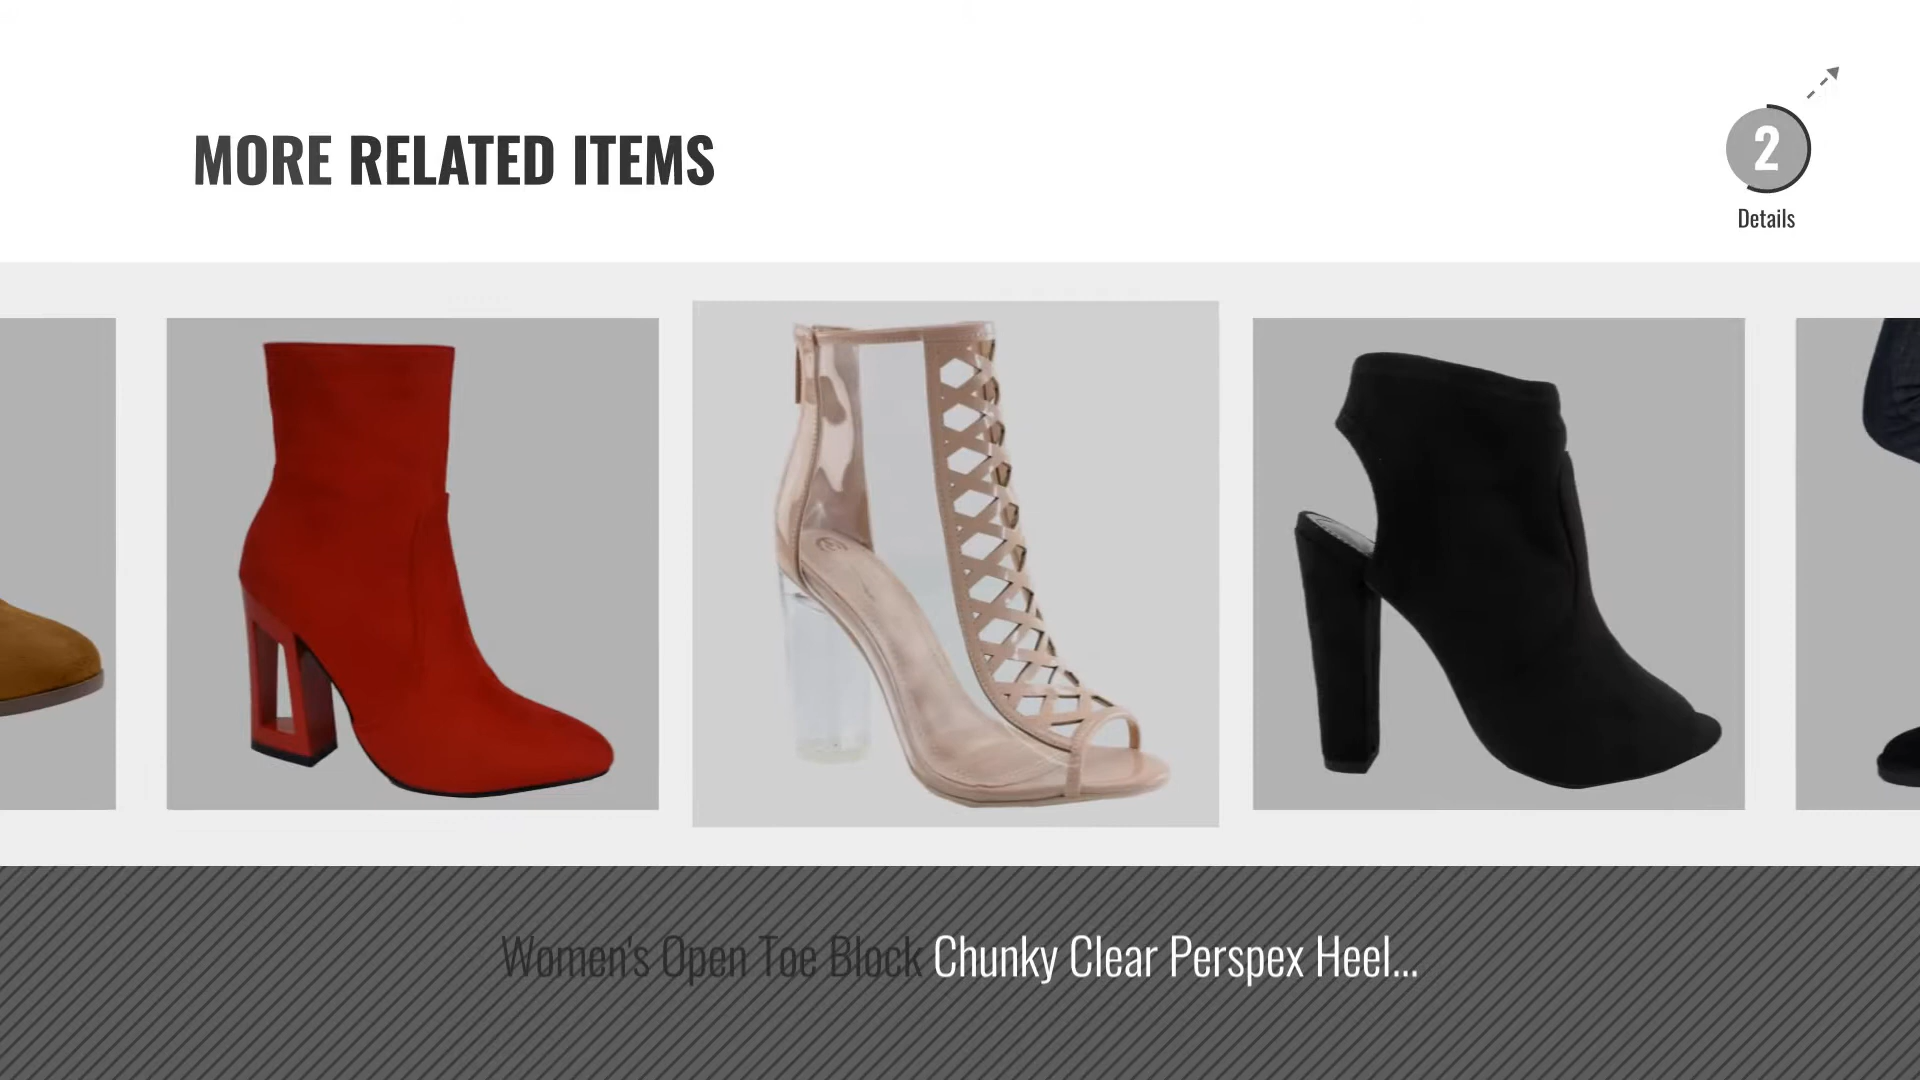 MORE RELATED ITEMS
2
Details
Women's Open Toe Block Chunky Clear Perspex Heel...